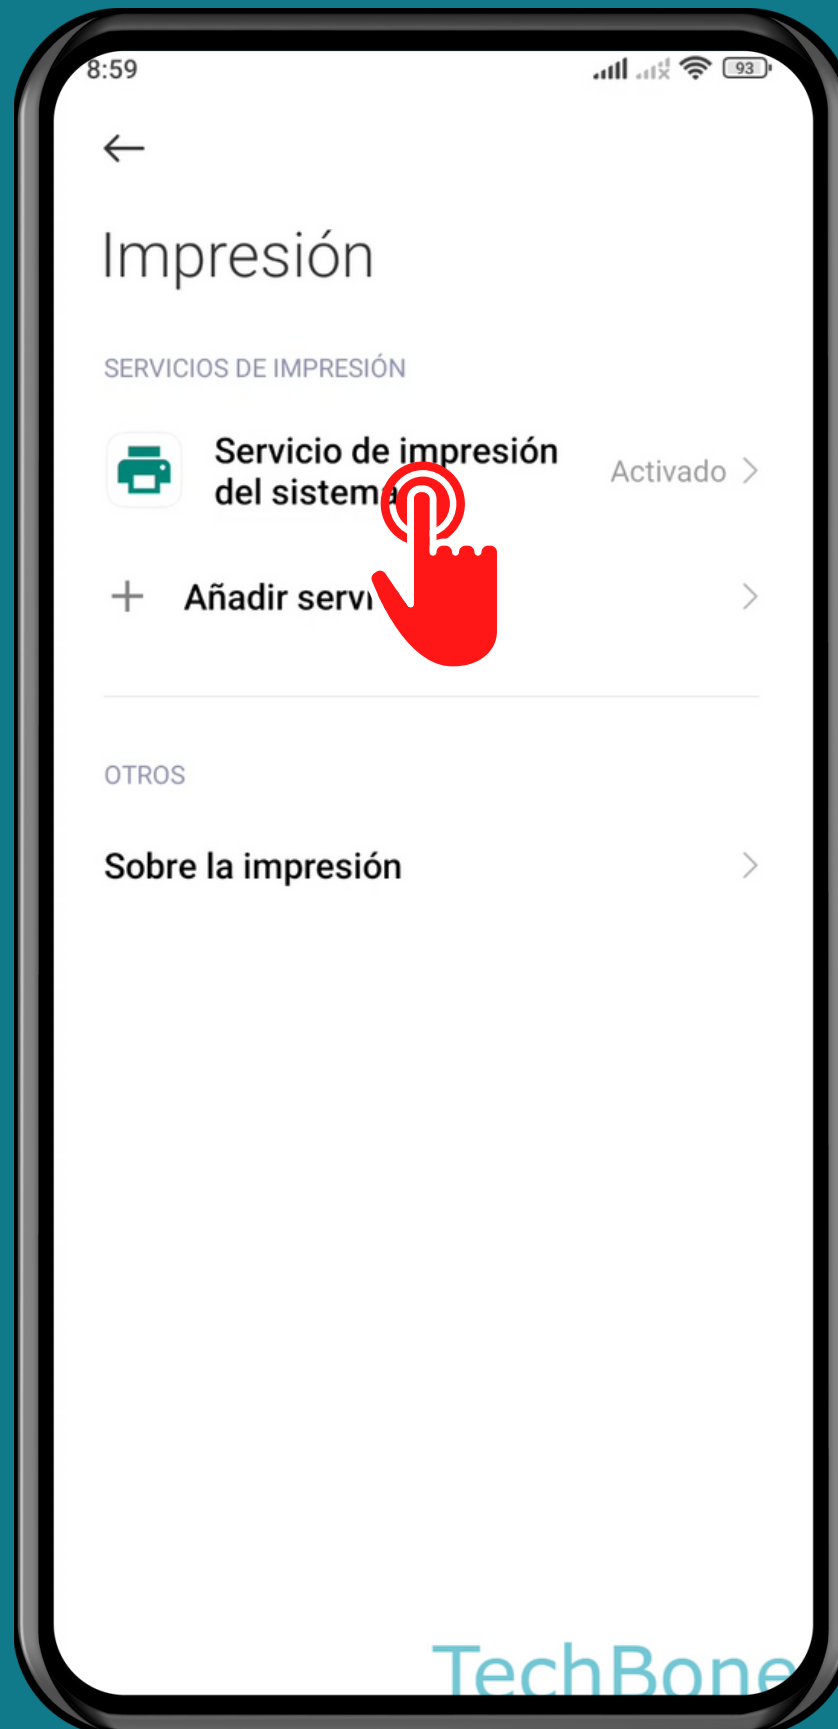 8:59
93
Impresión
SERVICIOS DE IMPRESIÓN
Servicio de impresión
Activado
del sistema
Añadir
OTROS
Sobre la impresión
TechBone